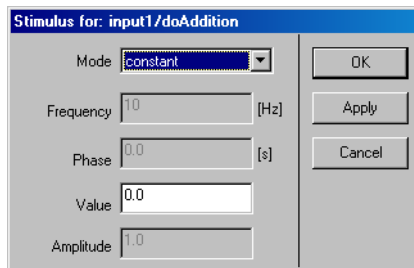 Stimulus for: input1/doAddition
Mode constant
OK
Frequency 10 [Hz]
Apply
Phase 0.0 [s]
Cancel
Value 0.0
Amplitude 1.0